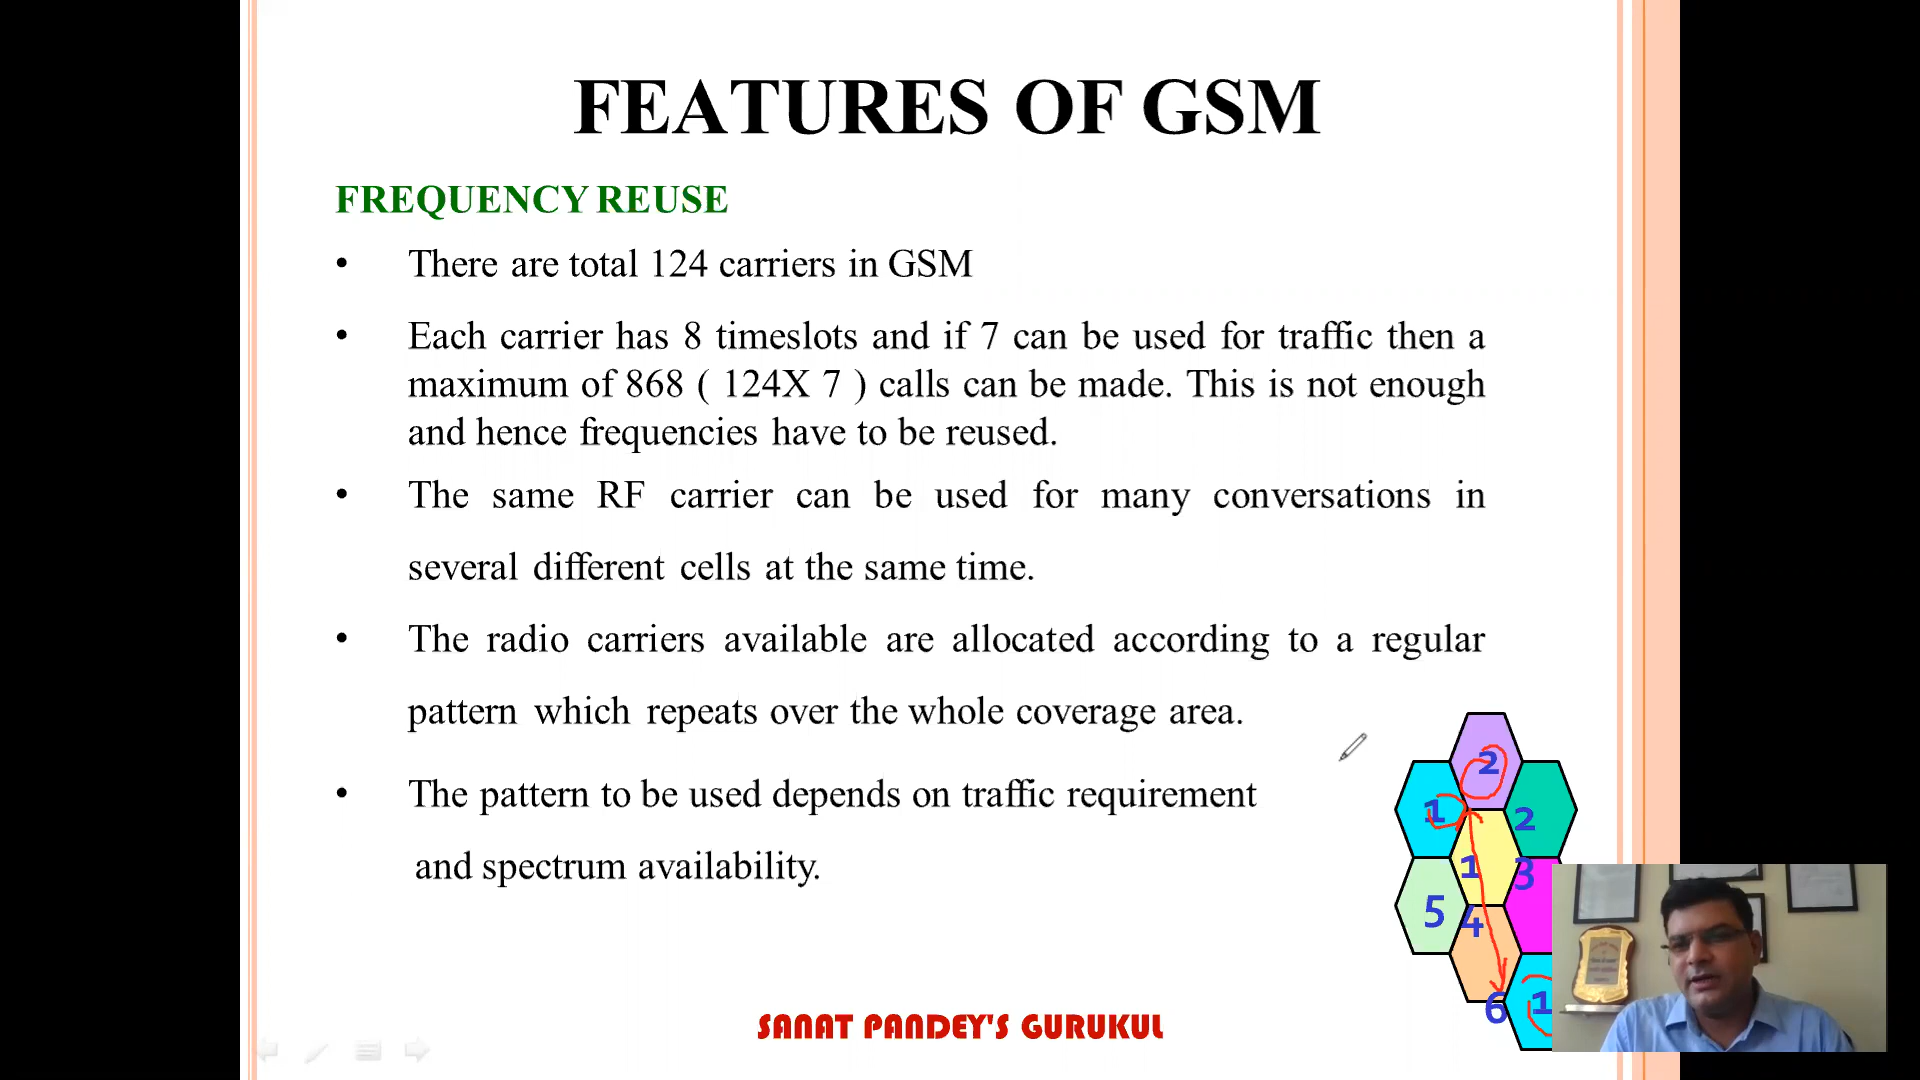 FEATURES OF GSM
FREQUENCY REUSE
• There are total 124 carriers in GSM
• Each carrier has 8 timeslots and if 7 can be used for traffic then a
maximum of 868 ( 124X 7 ) calls can be made. This is not enough
and hence frequencies have to be reused.
• The same RF carrier can be used for many conversations in
several different cells at the same time.
• The radio carriers available are allocated according to a regular
pattern which repeats over the whole coverage area.
• The pattern to be used depends on traffic requirement
and spectrum availability.
2
1
2
1
3
5
4
6
1
SANAT PANDEY'S GURUKUL